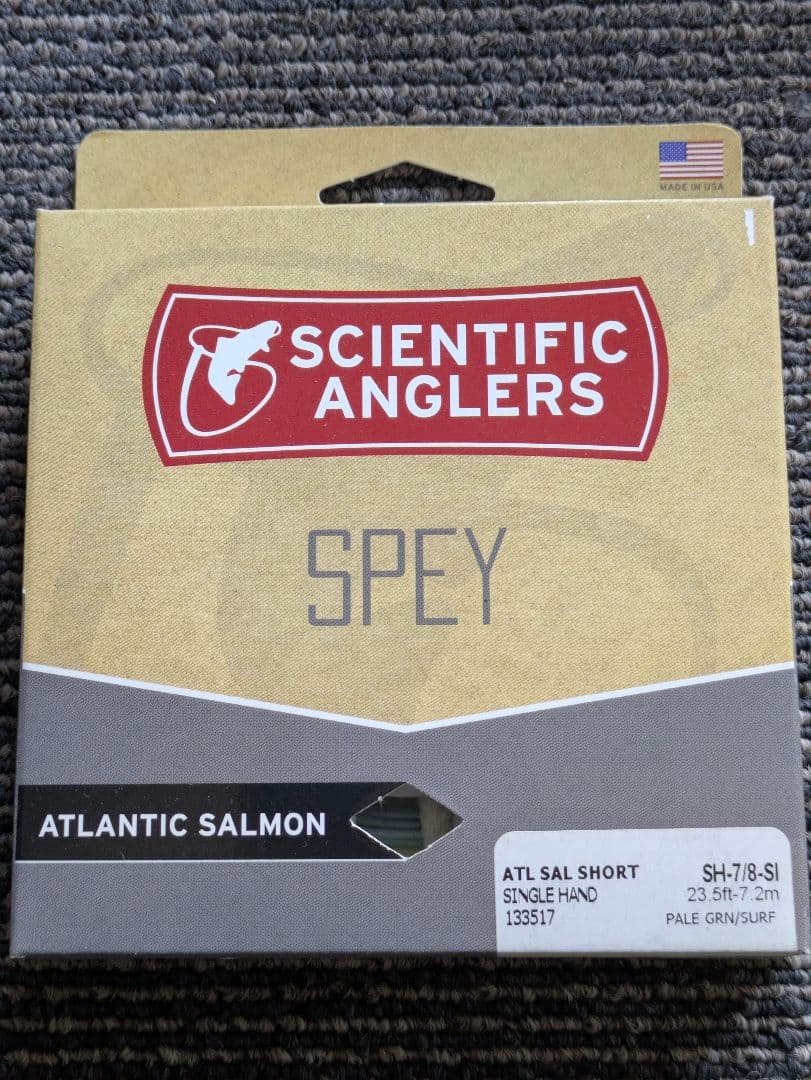 MADE IN USA
SCIENTIFIC
ANGLERS
SPEY
ATLANTIC SALMON
ATL SAL SHORT SH-7/8-SI
SINGLE HAND 23.5ft-7.2m
133517 PALE GRN/SURF